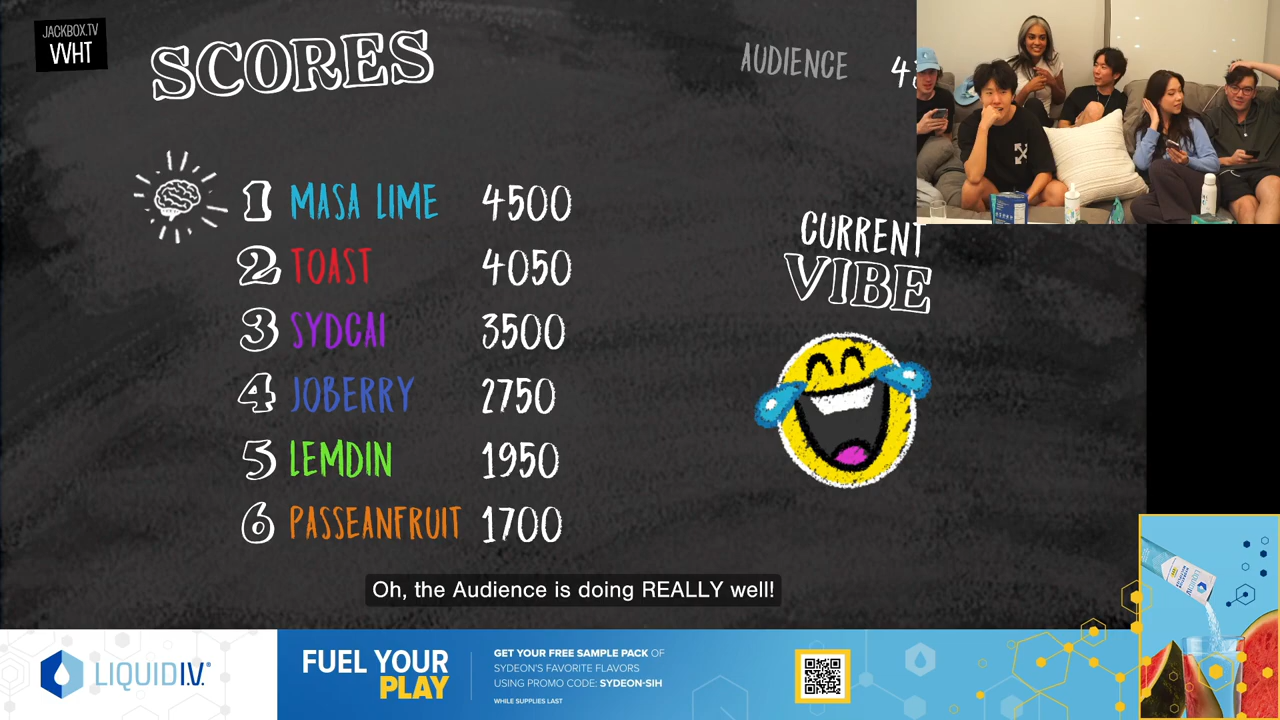 JACKBOX.TV
VVHT
SCORES
AUDIENCE
1 MASA LIME 4500
2 TOAST 4050
3 SYDCAI 3500
4 JOBERRY 2750
5 LEMDIN 1950
6 PASSEANFRUIT 1700
CURRENT
VIBE
Oh, the Audience is doing REALLY well!
LIQUID I.V.
FUEL YOUR
PLAY
GET YOUR FREE SAMPLE PACK OF
SYDEON'S FAVORITE FLAVORS
USING PROMO CODE: SYDEON-SIH
WHILE SUPPLIES LAST